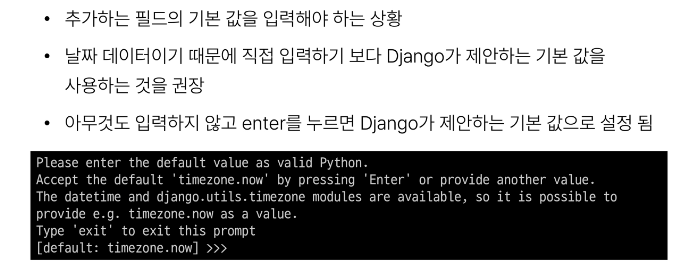 • 추가하는 필드의 기본 값을 입력해야 하는 상황
• 날짜 데이터이기 때문에 직접 입력하기 보다 Django가 제안하는 기본 값을
사용하는 것을 권장
• 아무것도 입력하지 않고 enter를 누르면 Django가 제안하는 기본 값으로 설정 됨
Please enter the default value as valid Python.
Accept the default 'timezone.now' by pressing 'Enter' or provide another value.
The datetime and django.utils.timezone modules are available, so it is possible to
provide e.g. timezone.now as a value.
Type 'exit' to exit this prompt
[default: timezone.now] >>>